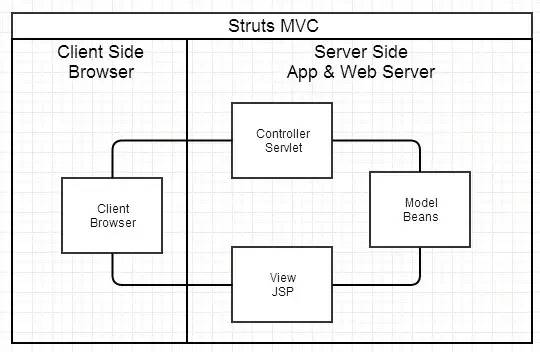 Struts MVC
Client Side
Browser
Server Side
App & Web Server
Controller
Servlet
Client
Browser
Model
Beans
View
JSP